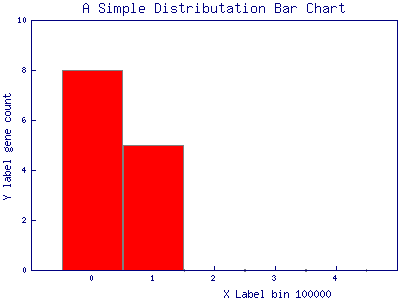 A Simple Distributation Bar Chart
10
8
6
4
2
0
Y label gene count
0 1 2 3 4
X Label bin 100000